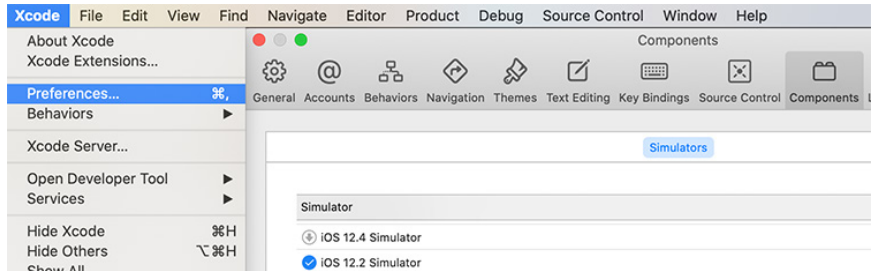 Xcode File Edit View Find Navigate Editor Product Debug Source Control Window Help
About Xcode
Xcode Extensions...
Preferences... ⌘,
Behaviors
Xcode Server...
Open Developer Tool
Services
Hide Xcode ⌘H
Hide Others ⌥⌘H
Show All
Components
General Accounts Behaviors Navigation Themes Text Editing Key Bindings Source Control Components
Simulators
Simulator
iOS 12.4 Simulator
iOS 12.2 Simulator